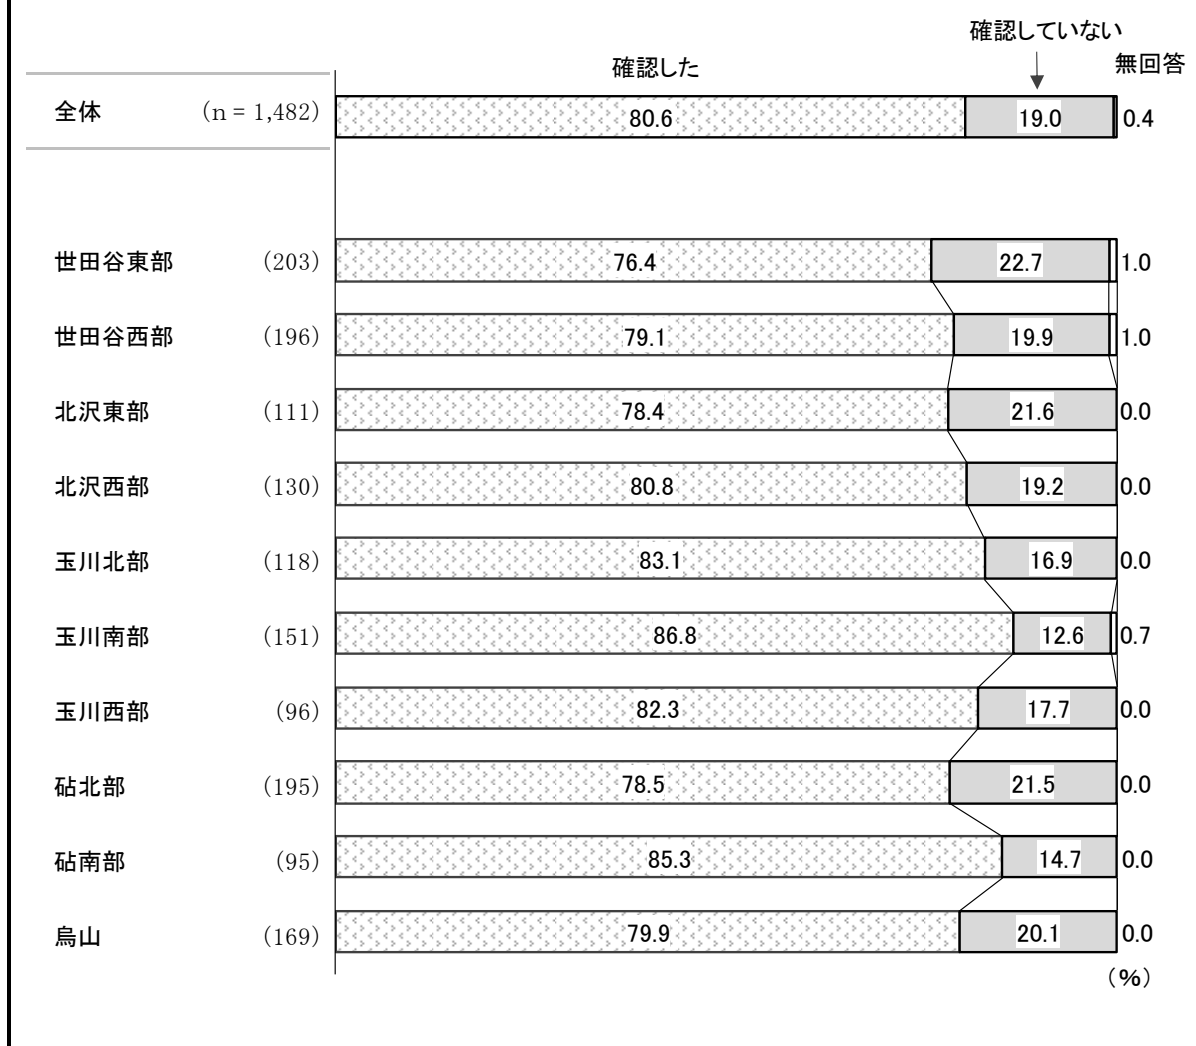 確認していない
確認した 無回答
全体 (n = 1,482) 80.6 19.0 0.4
世田谷東部 (203) 76.4 22.7 1.0
世田谷西部 (196) 79.1 19.9 1.0
北沢東部 (111) 78.4 21.6 0.0
北沢西部 (130) 80.8 19.2 0.0
玉川北部 (118) 83.1 16.9 0.0
玉川南部 (151) 86.8 12.6 0.7
玉川西部 (96) 82.3 17.7 0.0
砧北部 (195) 78.5 21.5 0.0
砧南部 (95) 85.3 14.7 0.0
烏山 (169) 79.9 20.1 0.0
(%)